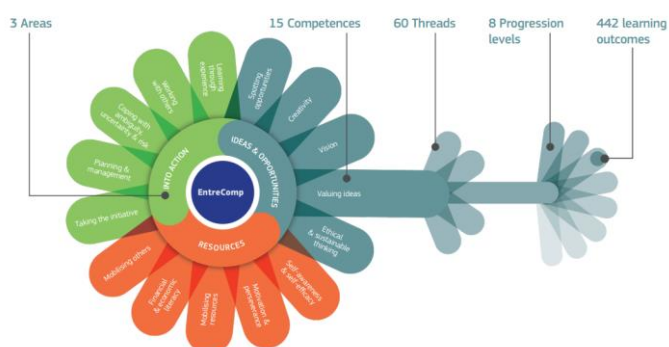 3 Areas
15 Competences
60 Threads
8 Progression
levels
442 learning
outcomes
Learning
through
experience
Working
with others
Coping with
ambiguity,
uncertainty & risk
Planning &
management
Taking the initiative
Spotting
opportunities
Creativity
Vision
Valuing ideas
Ethical
& sustainable
thinking
INTO ACTION
IDEAS & OPPORTUNITIES
RESOURCES
EntreComp
Mobilising others
Financial
& economic
literacy
Mobilising
resources
Motivation &
perseverance
Self-awareness
& self-efficacy